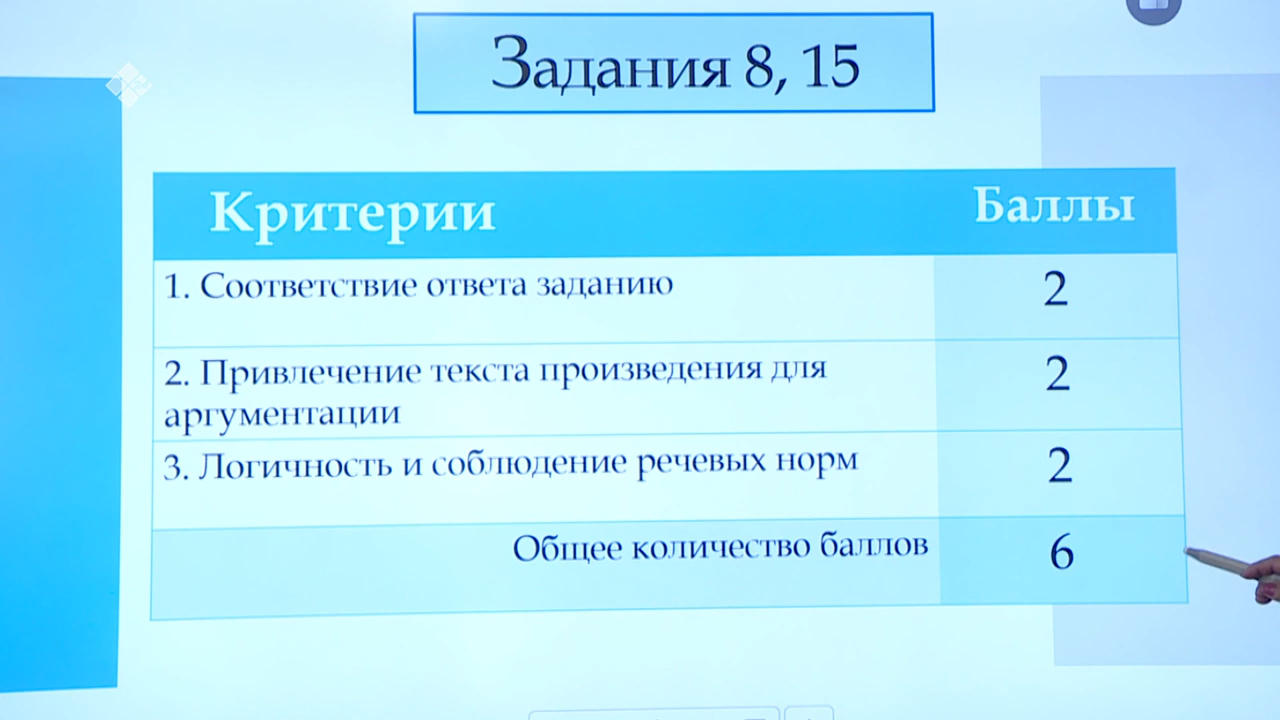 Задания 8, 15
Критерии Баллы
1. Соответствие ответа заданию 2
2. Привлечение текста произведения для
аргументации 2
3. Логичность и соблюдение речевых норм 2
Общее количество баллов 6